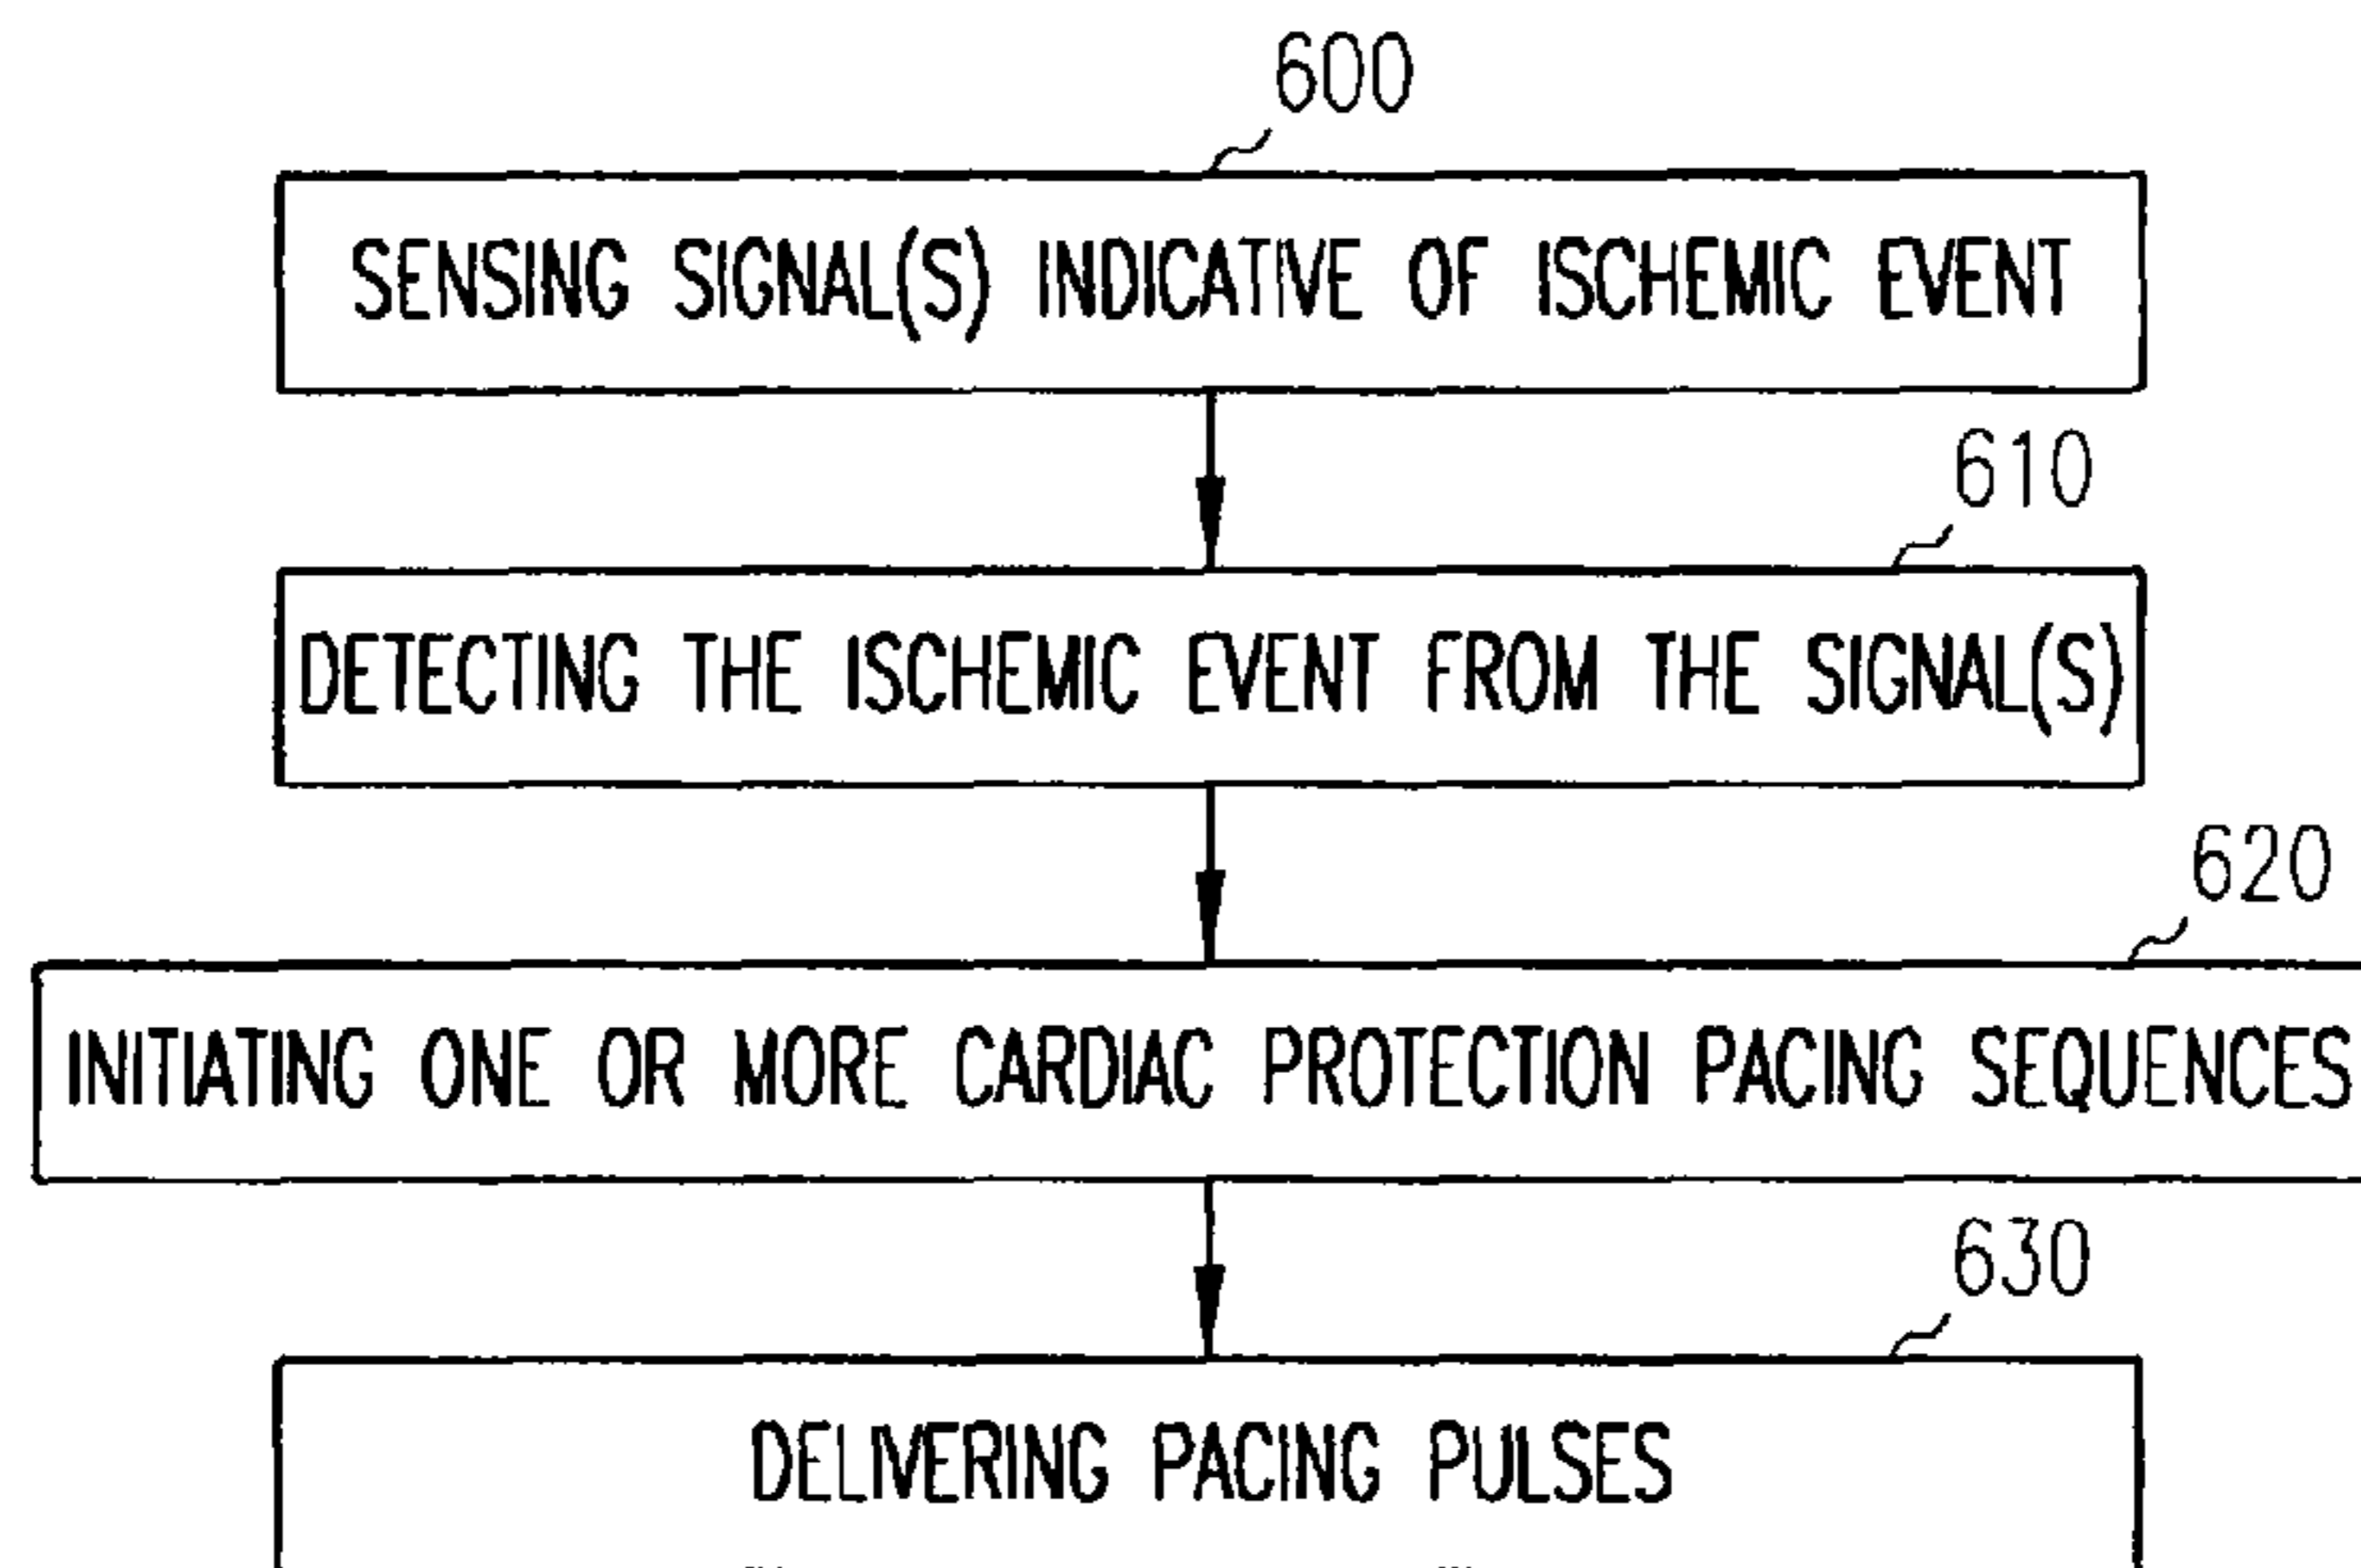 600
SENSING SIGNAL(S) INDICATIVE OF ISCHEMIC EVENT
610
DETECTING THE ISCHEMIC EVENT FROM THE SIGNAL(S)
620
INITIATING ONE OR MORE CARDIAC PROTECTION PACING SEQUENCES
630
DELIVERING PACING PULSES